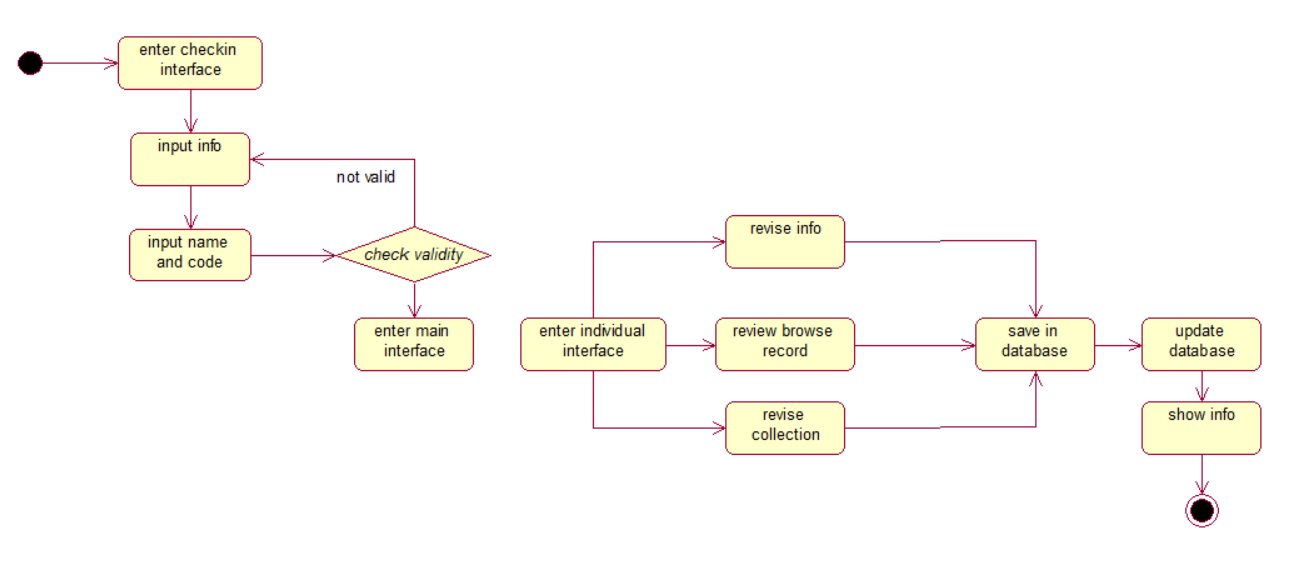 enter checkin
interface
input info
not valid
input name
and code
check validity
enter main
interface
enter individual
interface
revise info
review browse
record
revise
collection
save in
database
update
database
show info